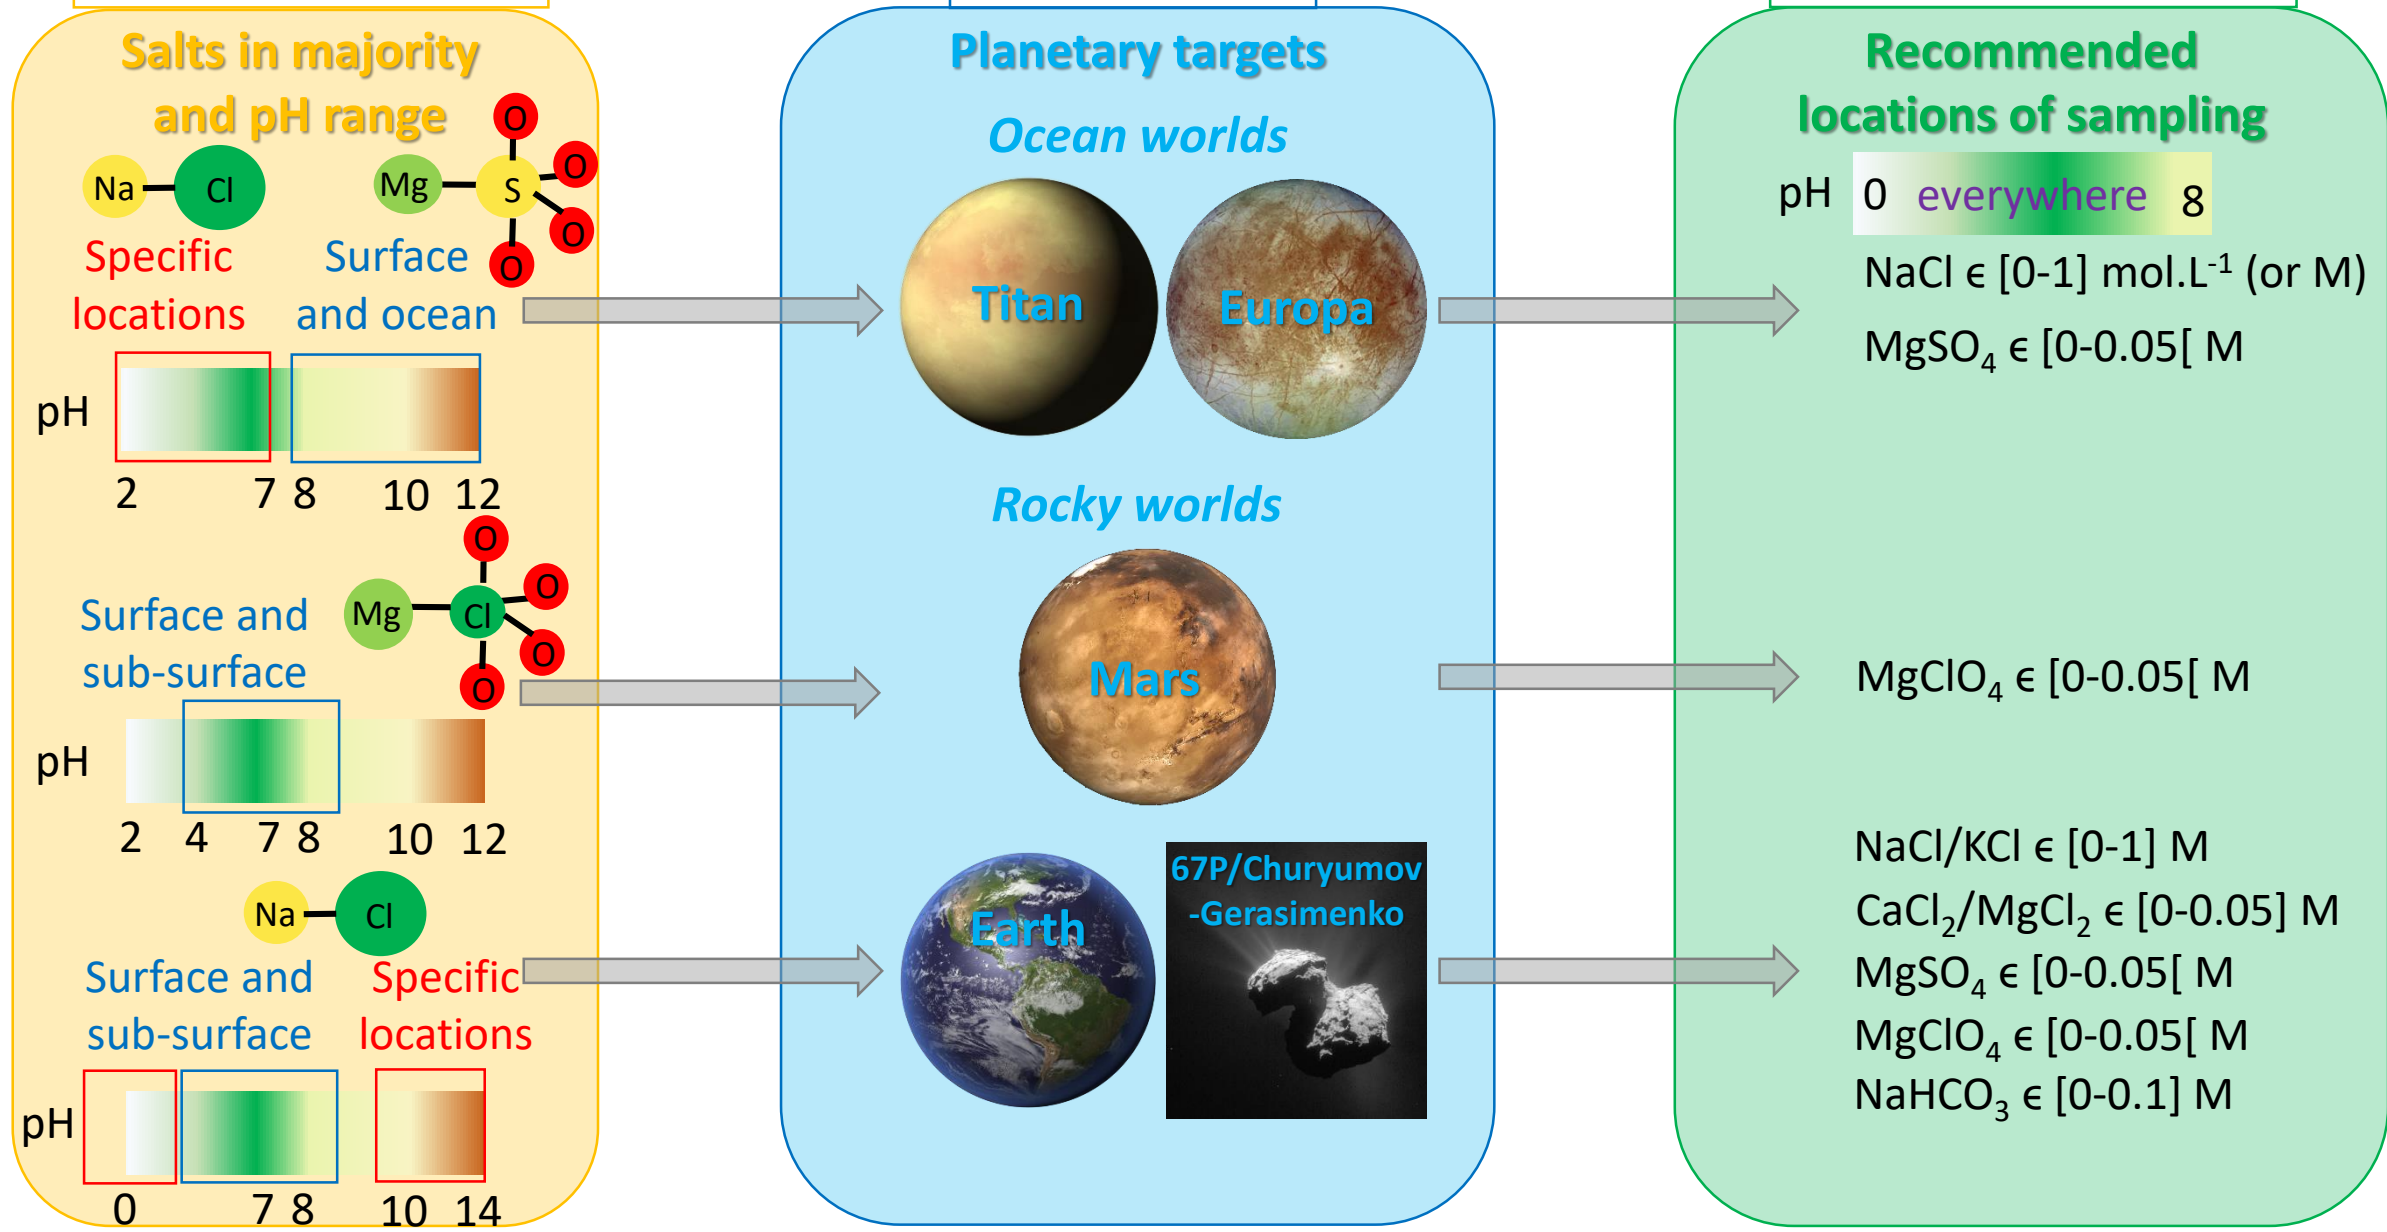 Salts in majority
and pH range
Na
Cl
Mg
S
O
O
O
O
Specific
locations
Surface
and ocean
pH
2
7
8
10
12
Surface and
sub-surface
Mg
Cl
O
O
O
O
pH
2
4
7
8
10
12
Na
Cl
Surface and
sub-surface
Specific
locations
pH
0
7
8
10
14
Planetary targets
Ocean worlds
Titan
Europa
Rocky worlds
Mars
Earth
67P/Churyumov
-Gerasimenko
Recommended
locations of sampling
pH 0 everywhere 8
NaCl ϵ [0-1] mol.L⁻¹ (or M)
MgSO₄ ϵ [0-0.05[ M
MgClO₄ ϵ [0-0.05[ M
NaCl/KCl ϵ [0-1] M
CaCl₂/MgCl₂ ϵ [0-0.05] M
MgSO₄ ϵ [0-0.05[ M
MgClO₄ ϵ [0-0.05[ M
NaHCO₃ ϵ [0-0.1] M